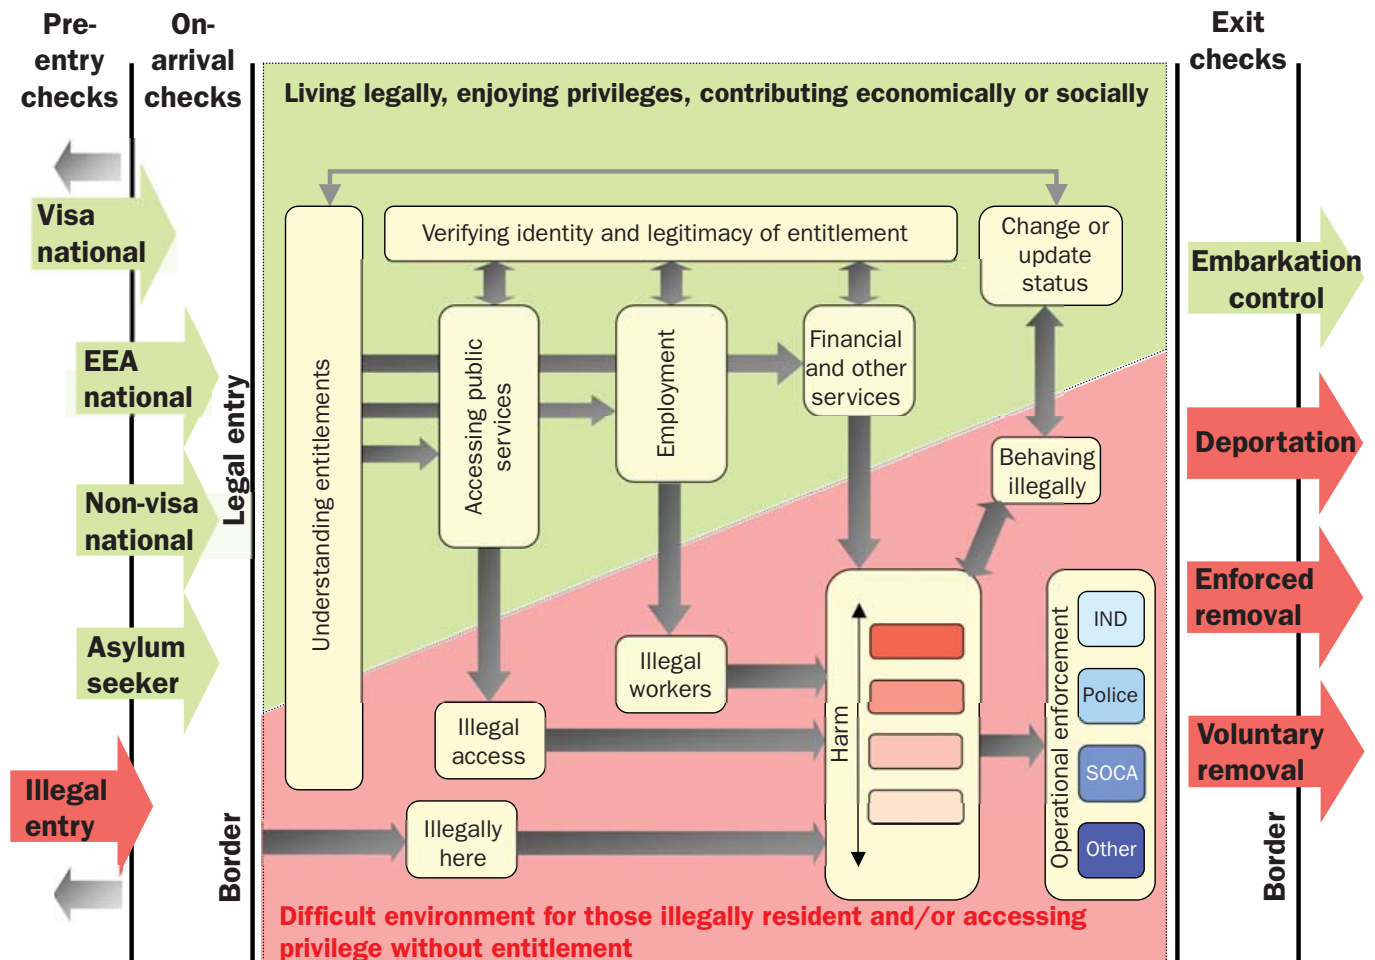 Pre-
entry
checks
On-
arrival
checks
Exit
checks
Living legally, enjoying privileges, contributing economically or socially
Visa
national
EEA
national
Non-visa
national
Asylum
seeker
Illegal
entry
Legal entry
Border
Understanding entitlements
Verifying identity and legitimacy of entitlement
Change or
update
status
Accessing public
services
Employment
Financial
and other
services
Behaving
illegally
Illegal
workers
Illegal
access
Illegally
here
Harm
Operational enforcement
IND
Police
SOCA
Other
Difficult environment for those illegally resident and/or accessing
privilege without entitlement
Embarkation
control
Deportation
Enforced
removal
Voluntary
removal
Border